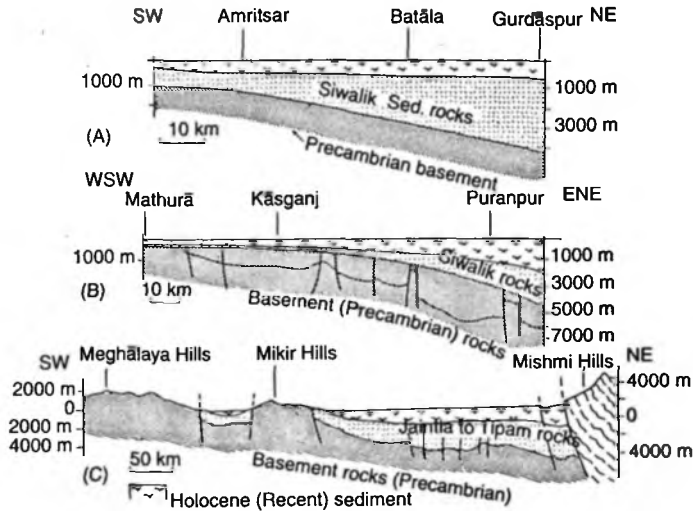 SW Amritsar Batāla Gurdāspur NE
1000 m
1000 m
3000 m
Siwalik Sed. rocks
(A)
10 km
Precambrian basement
WSW ENE
Mathurā Kāsganj Puranpur
1000 m
1000 m
3000 m
5000 m
7000 m
Siwalik rocks
(B)
10 km
Basement (Precambrian) rocks
SW NE
Meghālaya Hills Mikir Hills Mishmi Hills
2000 m
0
2000 m
4000 m
4000 m
0
4000 m
Jaintia to Tipam rocks
(C)
50 km
Basement rocks (Precambrian)
Holocene (Recent) sediment